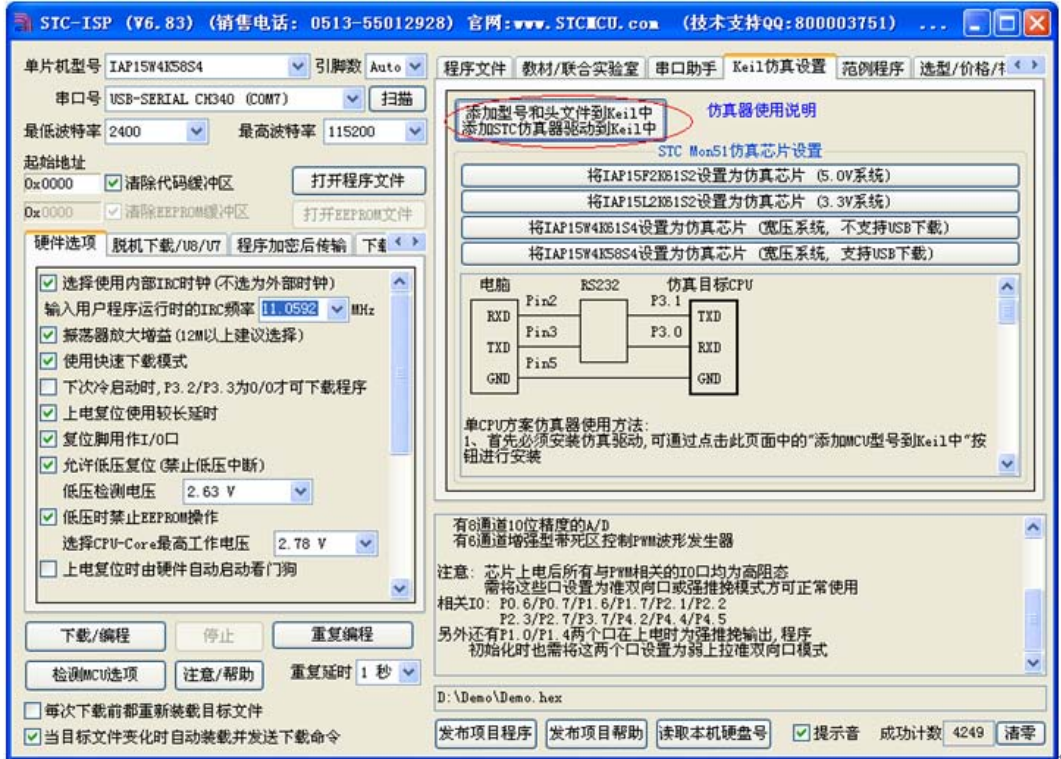 STC-ISP (V6.83) (销售电话: 0513-55012928) 官网:www.STCMCU.com (技术支持QQ:800003751) ...
单片机型号 IAP15W4K58S4 引脚数 Auto
串口号 USB-SERIAL CH340 (COM7) 扫描
最低波特率 2400 最高波特率 115200
起始地址
0x0000 清除代码缓冲区 打开程序文件
0x0000 清除EEPROM缓冲区 打开EEPROM文件
硬件选项 脱机下载/U8/U7 程序加密后传输
选择使用内部IRC时钟(不选为外部时钟)
输入用户程序运行时的IRC频率 11.0592 MHz
振荡器放大增益(12M以上建议选择)
使用快速下载模式
下次冷启动时,P3.2/P3.3为0/0才可下载程序
上电复位使用较长延时
复位脚用作I/O口
允许低压复位(禁止低压中断)
低压检测电压 2.63 V
低压时禁止EEPROM操作
选择CPU-Core最高工作电压 2.78 V
上电复位时由硬件自动启动看门狗
下载/编程 停止 重复编程
检测MCU选项 注意/帮助 重复延时 1 秒
每次下载前都重新装载目标文件
当目标文件变化时自动装载并发送下载命令
程序文件 教材/联合实验室 串口助手 Keil仿真设置 范例程序 选型/价格/
添加型号和头文件到Keil中
添加STC仿真器驱动到Keil中
仿真器使用说明
STC Mon51仿真芯片设置
将IAP15F2K61S2设置为仿真芯片 (5.0V系统)
将IAP15L2K61S2设置为仿真芯片 (3.3V系统)
将IAP15W4K61S4设置为仿真芯片 (宽压系统, 不支持USB下载)
将IAP15W4K58S4设置为仿真芯片 (宽压系统, 支持USB下载)
电脑 RS232 仿真目标CPU
Pin2 P3.1
RXD TXD
Pin3 P3.0
TXD RXD
Pin5
GND GND
单CPU方案仿真器使用方法:
1、首先必须安装仿真驱动,可通过点击此页面中的"添加MCU型号到Keil中"按
钮进行安装
有8通道10位精度的A/D
有6通道增强型带死区控制PWM波形发生器
注意: 芯片上电后所有与PWM相关的IO口均为高阻态
需将这些口设置为准双向口或强推挽模式方可正常使用
相关IO: P0.6/P0.7/P1.6/P1.7/P2.1/P2.2
P2.3/P2.7/P3.7/P4.2/P4.4/P4.5
另外还有P1.0/P1.4两个口在上电时为强推挽输出,程序
初始化时也需将这两个口设置为弱上拉准双向口模式
D:\Demo\Demo.hex
发布项目程序 发布项目帮助 读取本机硬盘号 提示音 成功计数 4249 清零